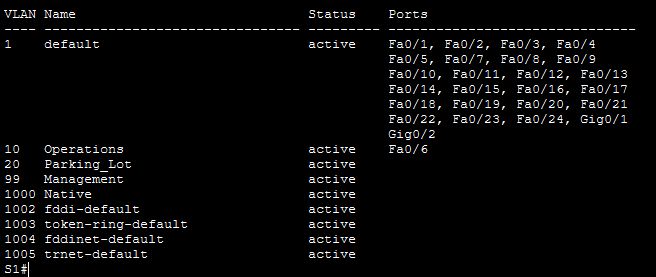 VLAN Name                             Status    Ports
---- -------------------------------- --------- -------------------------------
1    default                          active    Fa0/1, Fa0/2, Fa0/3, Fa0/4
                                                Fa0/5, Fa0/7, Fa0/8, Fa0/9
                                                Fa0/10, Fa0/11, Fa0/12, Fa0/13
                                                Fa0/14, Fa0/15, Fa0/16, Fa0/17
                                                Fa0/18, Fa0/19, Fa0/20, Fa0/21
                                                Fa0/22, Fa0/23, Fa0/24, Gig0/1
                                                Gig0/2
10   Operations                       active    Fa0/6
20   Parking_Lot                      active
99   Management                       active
1000 Native                           active
1002 fddi-default                     active
1003 token-ring-default               active
1004 fddinet-default                  active
1005 trnet-default                    active
S1#